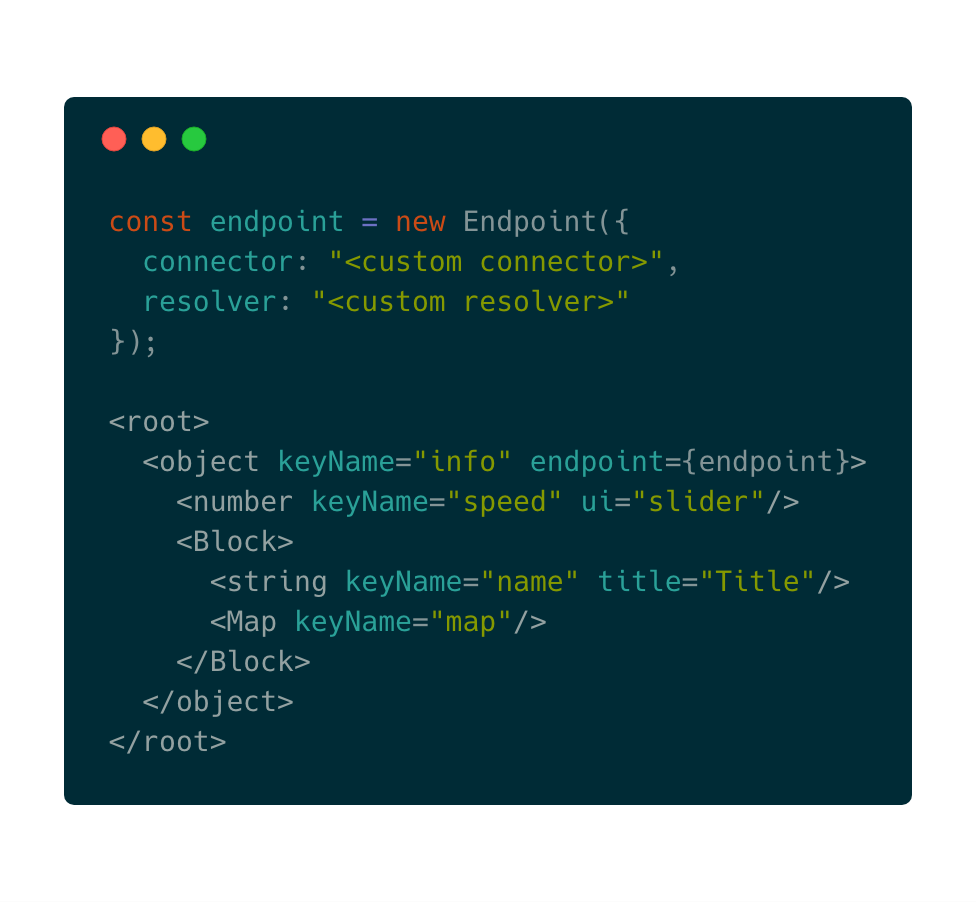 const endpoint = new Endpoint({
  connector: "<custom connector>",
  resolver: "<custom resolver>"
});

<root>
  <object keyName="info" endpoint={endpoint}>
    <number keyName="speed" ui="slider"/>
    <Block>
      <string keyName="name" title="Title"/>
      <Map keyName="map"/>
    </Block>
  </object>
</root>